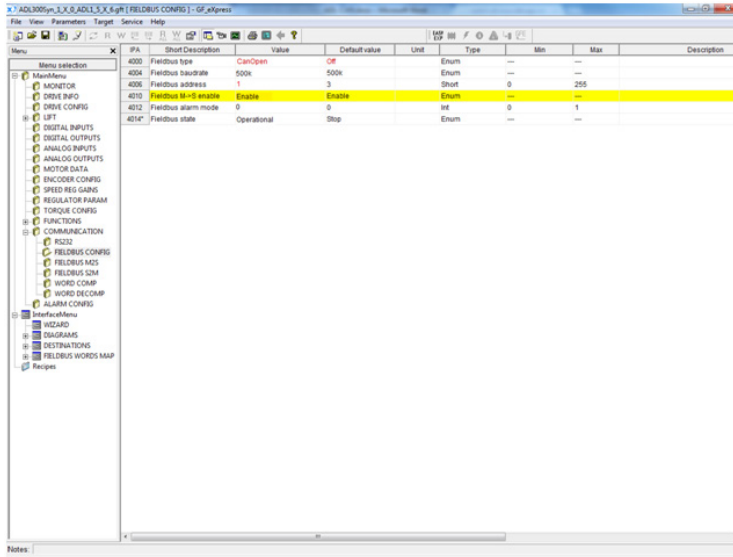 ADL300Syn_1_X_0_ADL1_5_X_6.gft [ FIELDBUS CONFIG ] - GF_eXpress
File View Parameters Target Service Help
Menu
Menu selection
MainMenu
MONITOR
DRIVE INFO
DRIVE CONFIG
LIFT
DIGITAL INPUTS
DIGITAL OUTPUTS
ANALOG INPUTS
ANALOG OUTPUTS
MOTOR DATA
ENCODER CONFIG
SPEED REG GAINS
REGULATOR PARAM
TORQUE CONFIG
FUNCTIONS
COMMUNICATION
RS232
FIELDBUS CONFIG
FIELDBUS M2S
FIELDBUS S2M
WORD COMP
WORD DECOMP
ALARM CONFIG
InterfaceMenu
WIZARD
DIAGRAMS
DESTINATIONS
FIELDBUS WORDS MAP
Recipes
IPA Short Description Value Default value Unit Type Min Max Description
4000 Fieldbus type CanOpen Off Enum --- ---
4004 Fieldbus baudrate 500k 500k Enum --- ---
4006 Fieldbus address 1 3 Short 0 255
4010 Fieldbus M->S enable Enable Enable Enum --- ---
4012 Fieldbus alarm mode 0 0 Int 0 1
4014* Fieldbus state Operational Stop Enum --- ---
Notes: